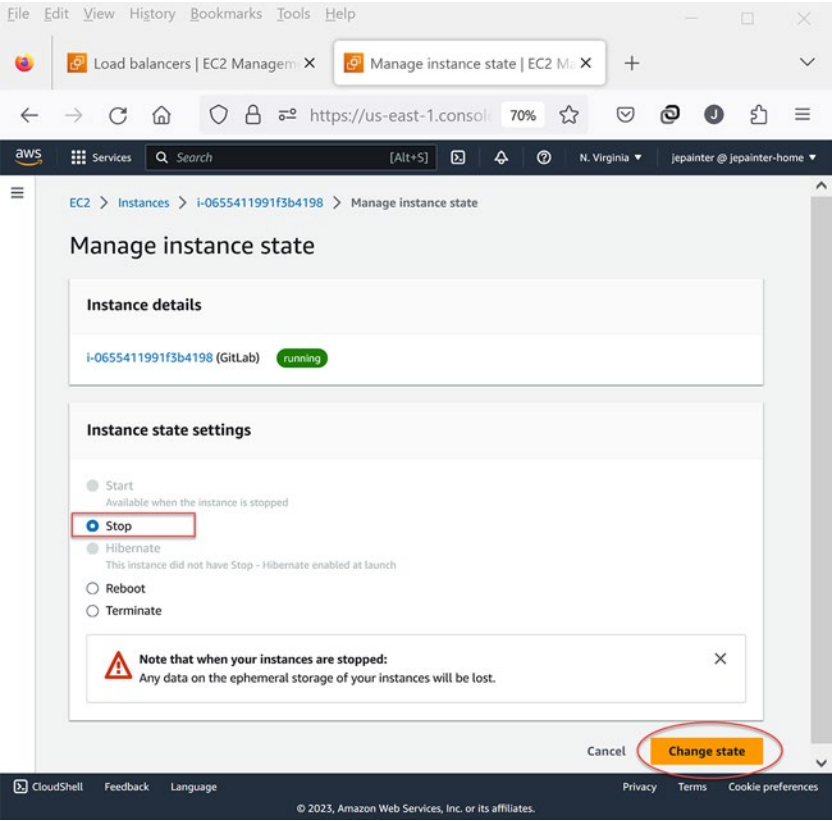 File Edit View History Bookmarks Tools Help
Load balancers | EC2 Managem
Manage instance state | EC2 Ma
https://us-east-1.consol 70% J
aws Services Search [Alt+S] N. Virginia jepainter @ jepainter-home
EC2 > Instances > i-0655411991f3b4198 > Manage instance state
Manage instance state
Instance details
i-0655411991f3b4198 (GitLab) running
Instance state settings
Start
Available when the instance is stopped
Stop
Hibernate
This instance did not have Stop - Hibernate enabled at launch
Reboot
Terminate
Note that when your instances are stopped:
Any data on the ephemeral storage of your instances will be lost.
Cancel Change state
CloudShell Feedback Language Privacy Terms Cookie preferences
© 2023, Amazon Web Services, Inc. or its affiliates.